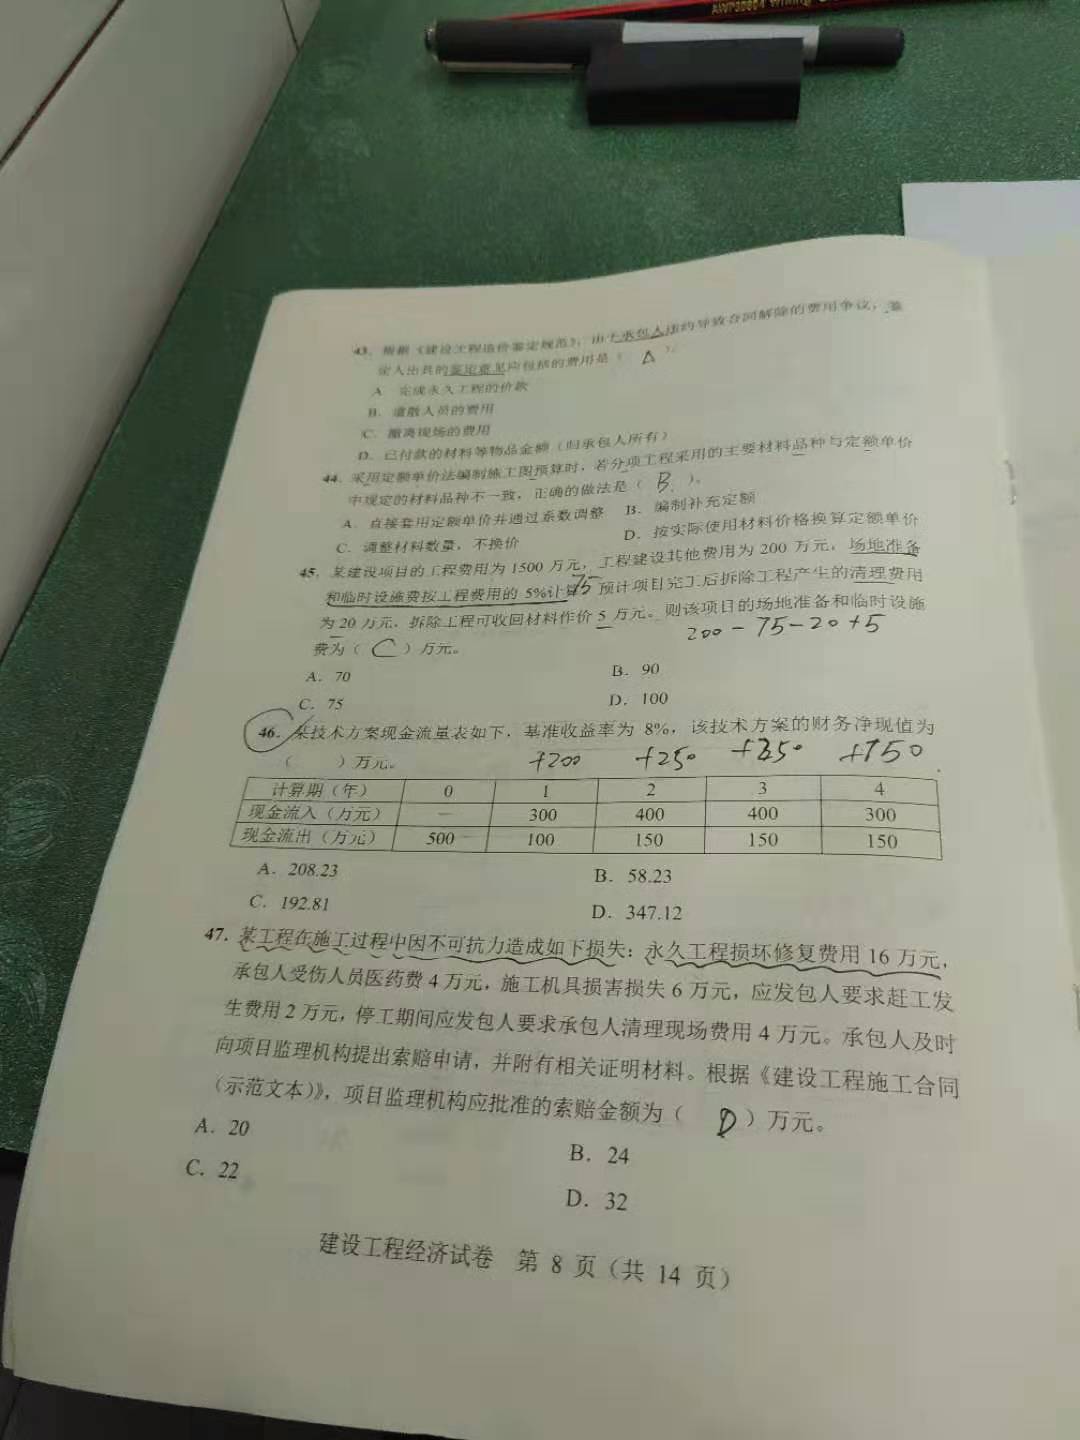 43. 根据《建设工程造价鉴定规范》，由于承包人违约导致合同解除的费用争议，鉴
定人出具的鉴定意见应包括的费用是（ A ）。
A. 完成永久工程的价款
B. 遣散人员的费用
C. 撤离现场的费用
D. 已付款的材料等物品金额（归承包人所有）
44. 采用定额单价法编制施工图预算时，若分项工程采用的主要材料品种与定额单价
中规定的材料品种不一致，正确的做法是（ B ）。
A. 直接套用定额单价并通过系数调整 B. 编制补充定额
C. 调整材料数量，不换价 D. 按实际使用材料价格换算定额单价
45. 某建设项目的工程费用为 1500 万元，工程建设其他费用为 200 万元，场地准备
和临时设施费按工程费用的 5%计算 75 预计项目完工后拆除工程产生的清理费用
为 20 万元，拆除工程可收回材料作价 5 万元。则该项目的场地准备和临时设施
200-75-20+5
费为（ C ）万元。
A. 70 B. 90
C. 75 D. 100
46. 某技术方案现金流量表如下，基准收益率为 8%，该技术方案的财务净现值为
（ ）万元。 +200 +250 +150
计算期（年） 0 1 2 3 4
现金流入（万元） — 300 400 400 300
现金流出（万元） 500 100 150 150 150
A. 208.23 B. 58.23
C. 192.81 D. 347.12
47. 某工程在施工过程中因不可抗力造成如下损失：永久工程损坏修复费用 16 万元，
承包人受伤人员医药费 4 万元，施工机具损害损失 6 万元，应发包人要求赶工发
生费用 2 万元，停工期间应发包人要求承包人清理现场费用 4 万元。承包人及时
向项目监理机构提出索赔申请，并附有相关证明材料。根据《建设工程施工合同
（示范文本）》，项目监理机构应批准的索赔金额为（ D ）万元。
A. 20 B. 24
C. 22 D. 32
建设工程经济试卷 第 8 页（共 14 页）